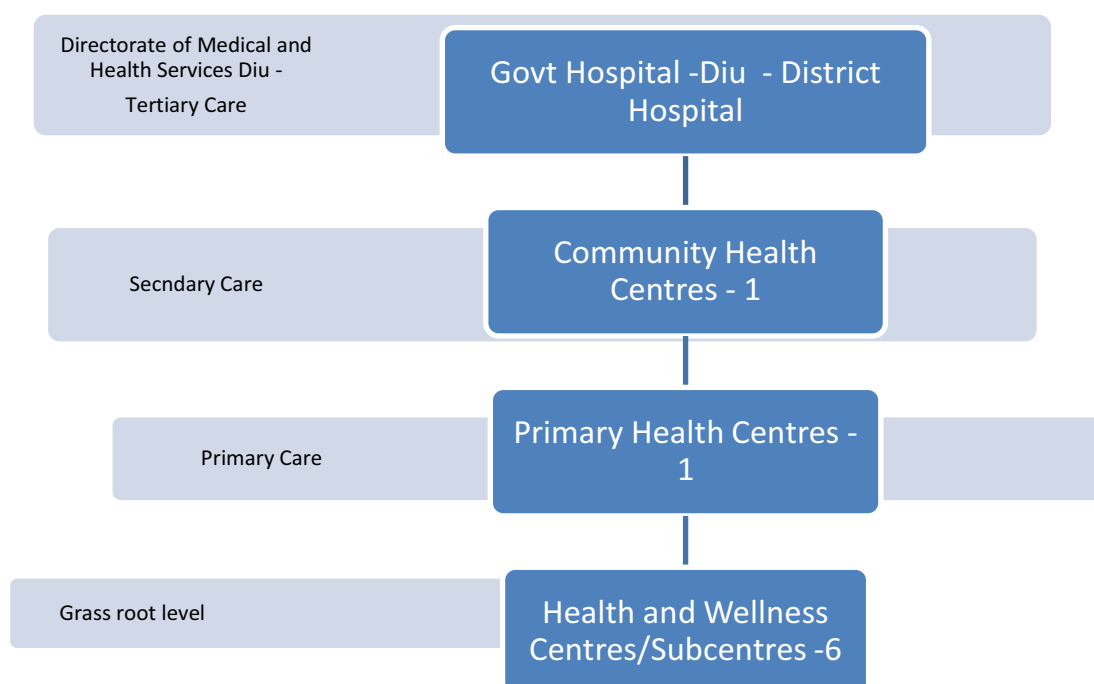 Directorate of Medical and
Health Services Diu -
Tertiary Care
Govt Hospital -Diu  - District
Hospital
Secndary Care
Community Health
Centres - 1
Primary Care
Primary Health Centres -
1
Grass root level
Health and Wellness
Centres/Subcentres -6